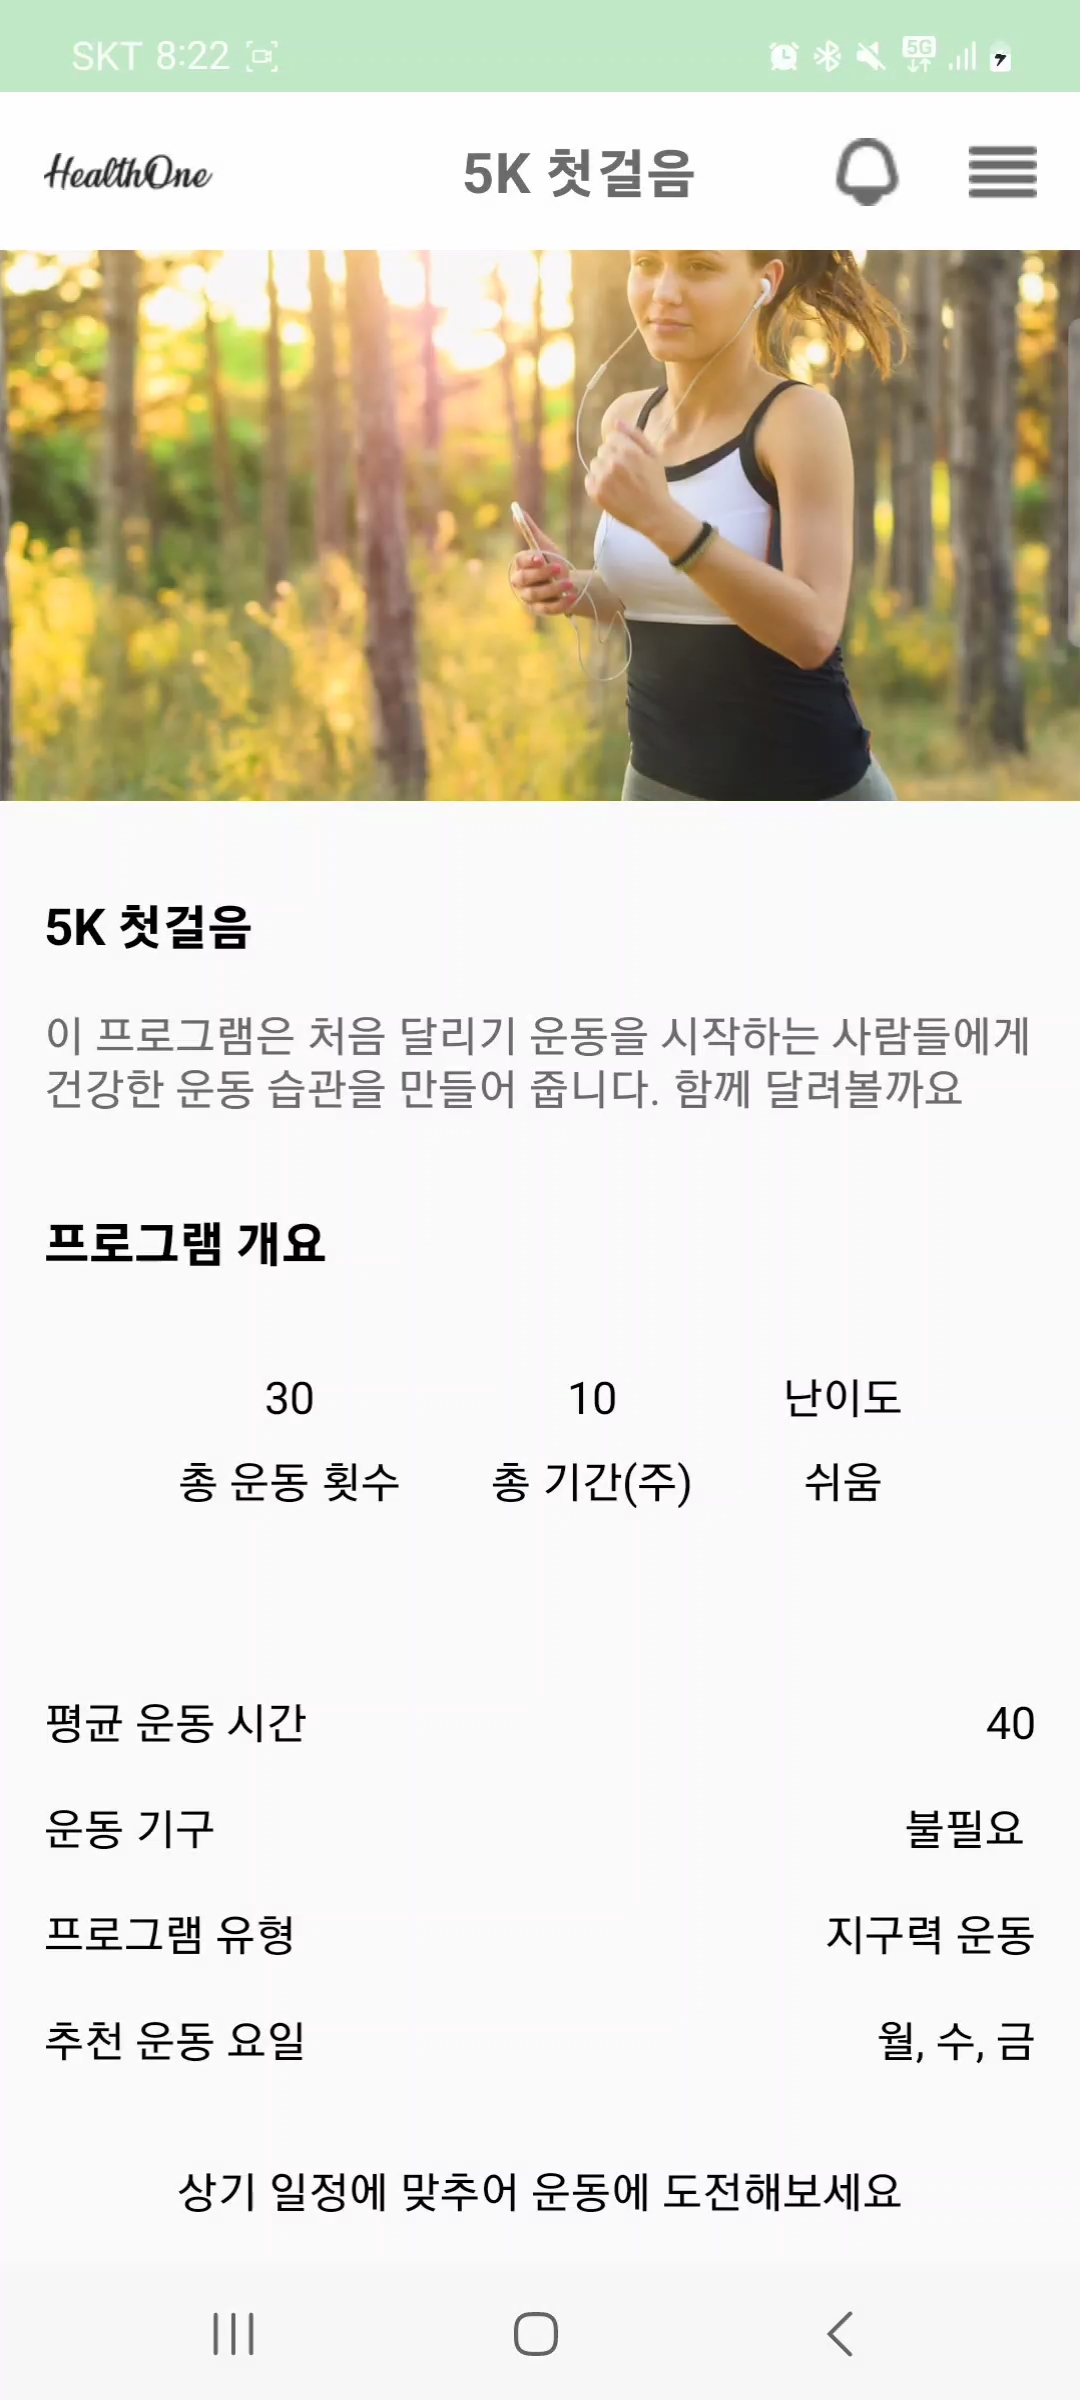 SKT 8:22
5G
HealthOne
5K 첫걸음
5K 첫걸음
이 프로그램은 처음 달리기 운동을 시작하는 사람들에게
건강한 운동 습관을 만들어 줍니다. 함께 달려볼까요
프로그램 개요
30 10 난이도
총 운동 횟수 총 기간(주) 쉬움
평균 운동 시간 40
운동 기구 불필요
프로그램 유형 지구력 운동
추천 운동 요일 월, 수, 금
상기 일정에 맞추어 운동에 도전해보세요